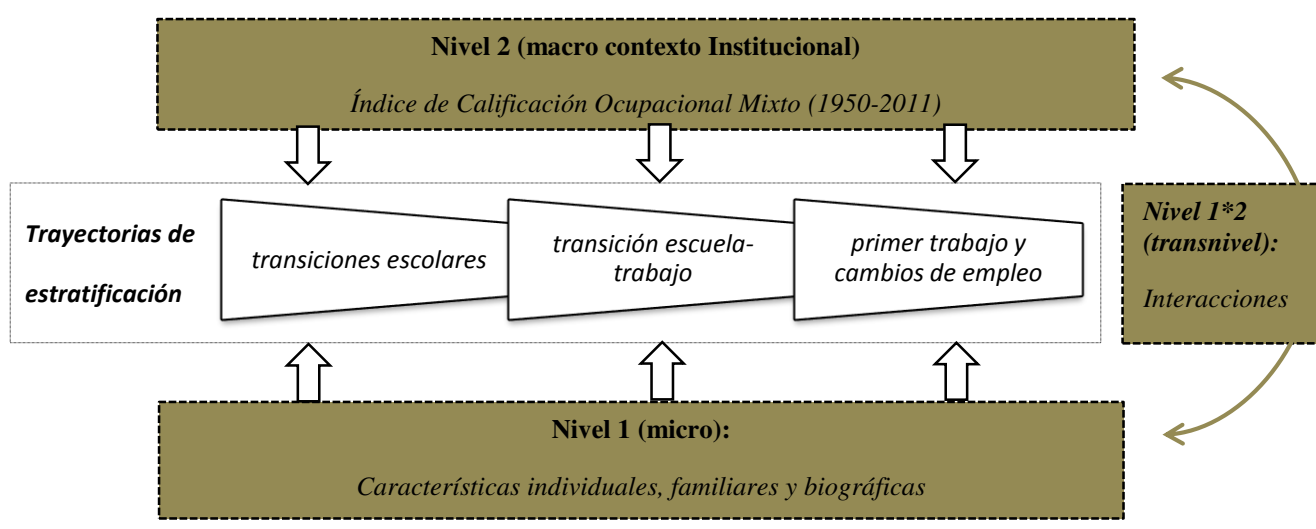 Nivel 2 (macro contexto Institucional)
Índice de Calificación Ocupacional Mixto (1950-2011)
Trayectorias de
estratificación
transiciones escolares
transición escuela-
trabajo
primer trabajo y
cambios de empleo
Nivel 1*2
(transnivel):
Interacciones
Nivel 1 (micro):
Características individuales, familiares y biográficas